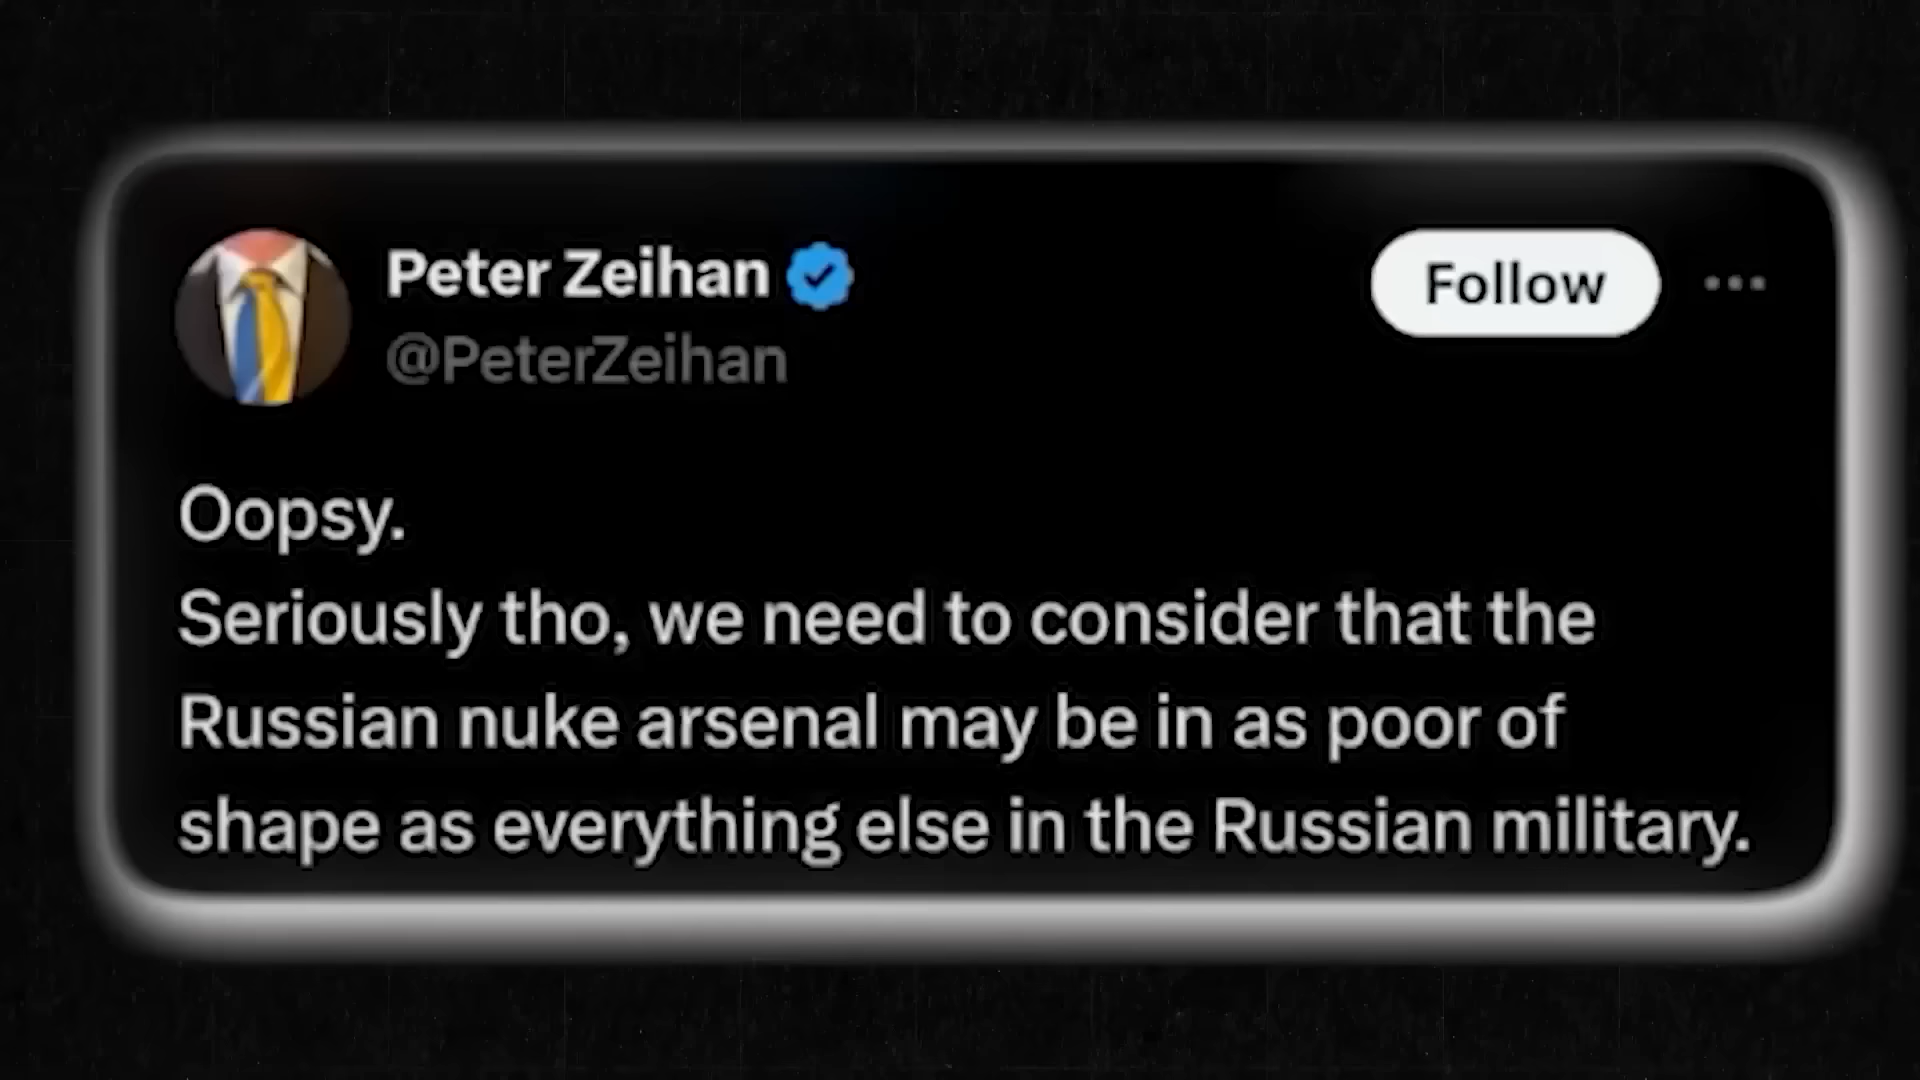 Peter Zeihan
@PeterZeihan
Follow
Oopsy.
Seriously tho, we need to consider that the
Russian nuke arsenal may be in as poor of
shape as everything else in the Russian military.